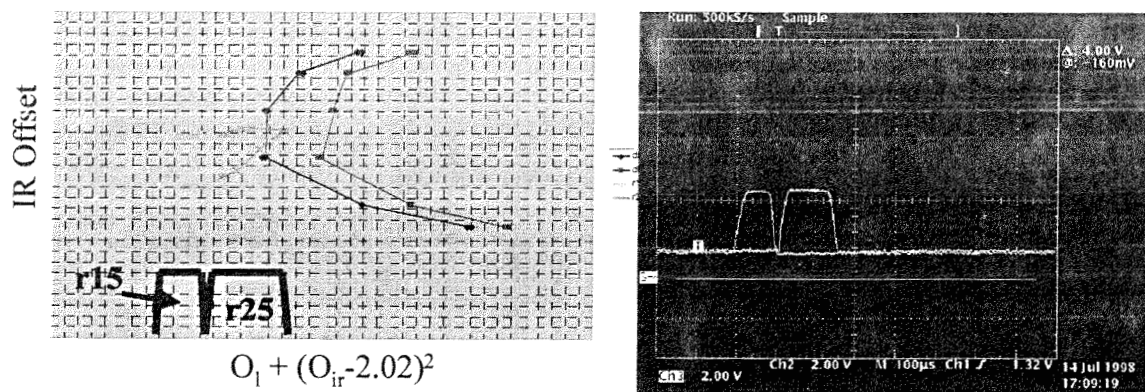 IR Offset
r15
r25
O₁ + (Oᵢᵣ-2.02)²
Run: 500kS/s Sample
T
Δ: 4.00 V
@: -160mV
T
Ch2 2.00 V M 100µs Ch1 ʃ 1.32 V
Ch3 2.00 V
14 Jul 1998
17:09:19